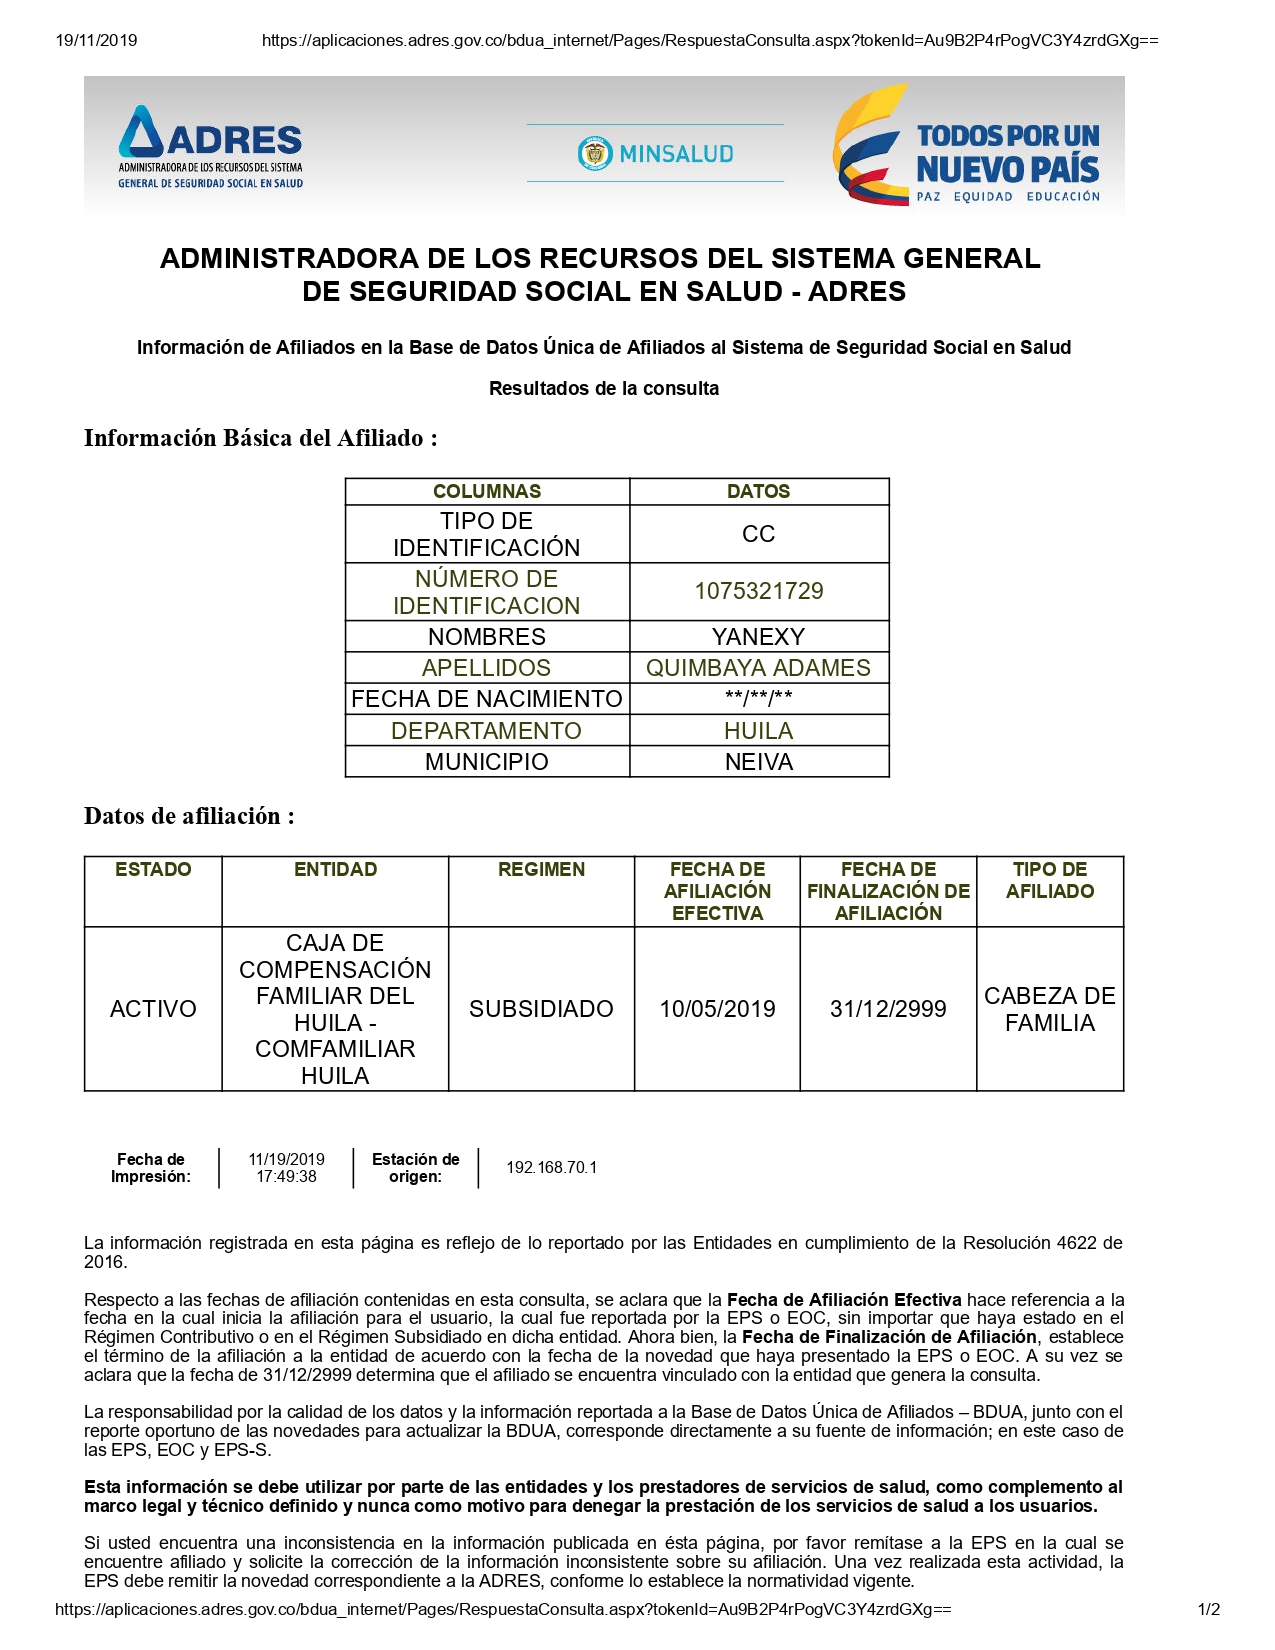 19/11/2019 https://aplicaciones.adres.gov.co/bdua_internet/Pages/RespuestaConsulta.aspx?tokenId=Au9B2P4rPogVC3Y4zrdGXg==
ADRES
ADMINISTRADORA DE LOS RECURSOS DEL SISTEMA
GENERAL DE SEGURIDAD SOCIAL EN SALUD
MINSALUD
TODOS POR UN
NUEVO PAÍS
PAZ EQUIDAD EDUCACIÓN
ADMINISTRADORA DE LOS RECURSOS DEL SISTEMA GENERAL
DE SEGURIDAD SOCIAL EN SALUD - ADRES
Información de Afiliados en la Base de Datos Única de Afiliados al Sistema de Seguridad Social en Salud
Resultados de la consulta
Información Básica del Afiliado :
COLUMNAS DATOS
TIPO DE
IDENTIFICACIÓN CC
NÚMERO DE
IDENTIFICACION 1075321729
NOMBRES YANEXY
APELLIDOS QUIMBAYA ADAMES
FECHA DE NACIMIENTO **/**/**
DEPARTAMENTO HUILA
MUNICIPIO NEIVA
Datos de afiliación :
ESTADO ENTIDAD REGIMEN FECHA DE AFILIACIÓN EFECTIVA FECHA DE FINALIZACIÓN DE AFILIACIÓN TIPO DE AFILIADO
ACTIVO CAJA DE COMPENSACIÓN FAMILIAR DEL HUILA - COMFAMILIAR HUILA SUBSIDIADO 10/05/2019 31/12/2999 CABEZA DE FAMILIA
Fecha de Impresión: 11/19/2019 17:49:38 Estación de origen: 192.168.70.1
La información registrada en esta página es reflejo de lo reportado por las Entidades en cumplimiento de la Resolución 4622 de
2016.
Respecto a las fechas de afiliación contenidas en esta consulta, se aclara que la Fecha de Afiliación Efectiva hace referencia a la
fecha en la cual inicia la afiliación para el usuario, la cual fue reportada por la EPS o EOC, sin importar que haya estado en el
Régimen Contributivo o en el Régimen Subsidiado en dicha entidad. Ahora bien, la Fecha de Finalización de Afiliación, establece
el término de la afiliación a la entidad de acuerdo con la fecha de la novedad que haya presentado la EPS o EOC. A su vez se
aclara que la fecha de 31/12/2999 determina que el afiliado se encuentra vinculado con la entidad que genera la consulta.
La responsabilidad por la calidad de los datos y la información reportada a la Base de Datos Única de Afiliados – BDUA, junto con el
reporte oportuno de las novedades para actualizar la BDUA, corresponde directamente a su fuente de información; en este caso de
las EPS, EOC y EPS-S.
Esta información se debe utilizar por parte de las entidades y los prestadores de servicios de salud, como complemento al
marco legal y técnico definido y nunca como motivo para denegar la prestación de los servicios de salud a los usuarios.
Si usted encuentra una inconsistencia en la información publicada en ésta página, por favor remítase a la EPS en la cual se
encuentre afiliado y solicite la corrección de la información inconsistente sobre su afiliación. Una vez realizada esta actividad, la
EPS debe remitir la novedad correspondiente a la ADRES, conforme lo establece la normatividad vigente.
https://aplicaciones.adres.gov.co/bdua_internet/Pages/RespuestaConsulta.aspx?tokenId=Au9B2P4rPogVC3Y4zrdGXg== 1/2